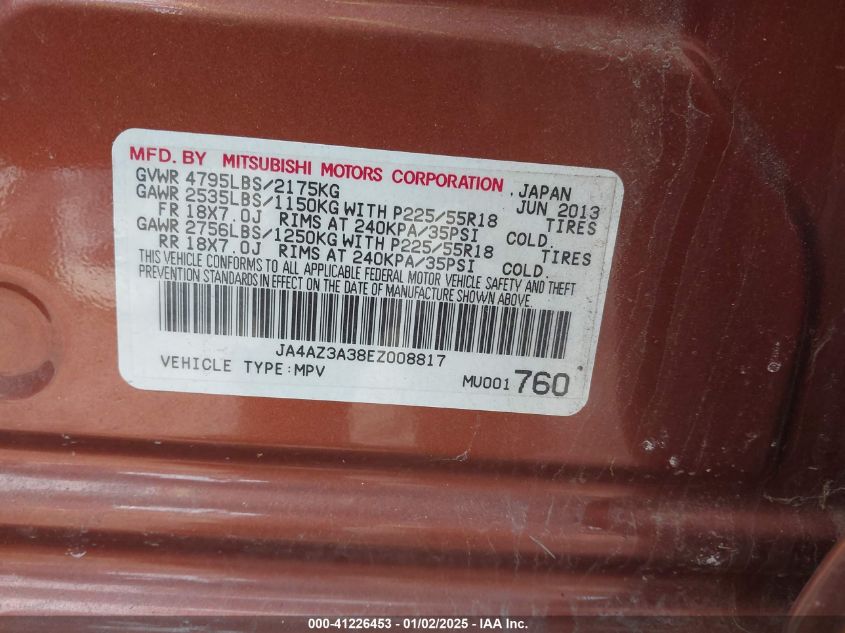 MFD. BY MITSUBISHI MOTORS CORPORATION
GVWR 4795LBS/2175KG . JAPAN
GAWR 2535LBS/1150KG WITH P225/55R18 JUN 2013
FR 18X7.0J RIMS AT 240KPA/35PSI COLD. TIRES
GAWR 2756LBS/1250KG WITH P225/55R18 TIRES
RR 18X7.0J RIMS AT 240KPA/35PSI COLD.
THIS VEHICLE CONFORMS TO ALL APPLICABLE FEDERAL MOTOR VEHICLE SAFETY AND THEFT
PREVENTION STANDARDS IN EFFECT ON THE DATE OF MANUFACTURE SHOWN ABOVE.
JA4AZ3A38EZ008817
VEHICLE TYPE:MPV MU001 760
000-41226453 - 01/02/2025 - IAA Inc.